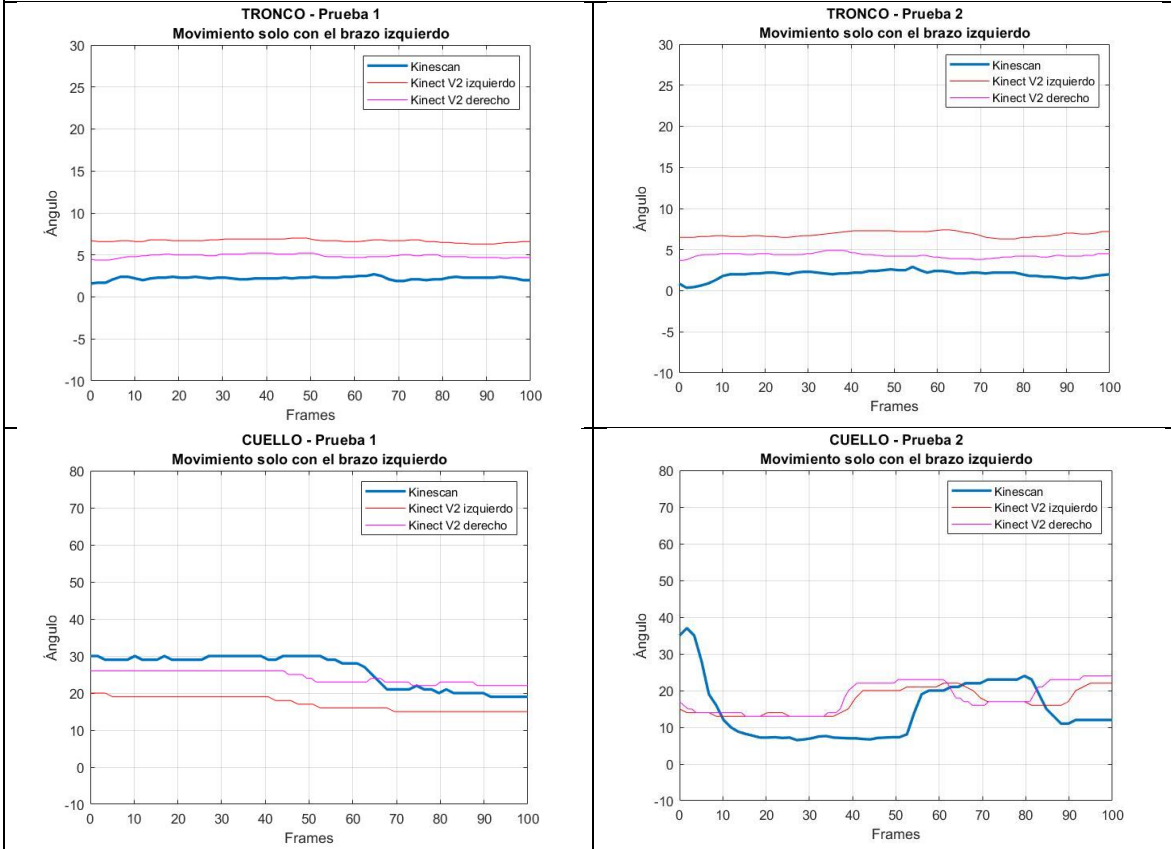 TRONCO - Prueba 1
Movimiento solo con el brazo izquierdo
30
25
20
15
10
5
0
-5
-10
Ángulo
Kinescan
Kinect V2 izquierdo
Kinect V2 derecho
0 10 20 30 40 50 60 70 80 90 100
Frames
TRONCO - Prueba 2
Movimiento solo con el brazo izquierdo
30
25
20
15
10
5
0
-5
-10
Ángulo
Kinescan
Kinect V2 izquierdo
Kinect V2 derecho
0 10 20 30 40 50 60 70 80 90 100
Frames
CUELLO - Prueba 1
Movimiento solo con el brazo izquierdo
80
70
60
50
40
30
20
10
0
-10
Ángulo
Kinescan
Kinect V2 izquierdo
Kinect V2 derecho
0 10 20 30 40 50 60 70 80 90 100
Frames
CUELLO - Prueba 2
Movimiento solo con el brazo izquierdo
80
70
60
50
40
30
20
10
0
-10
Ángulo
Kinescan
Kinect V2 izquierdo
Kinect V2 derecho
0 10 20 30 40 50 60 70 80 90 100
Frames